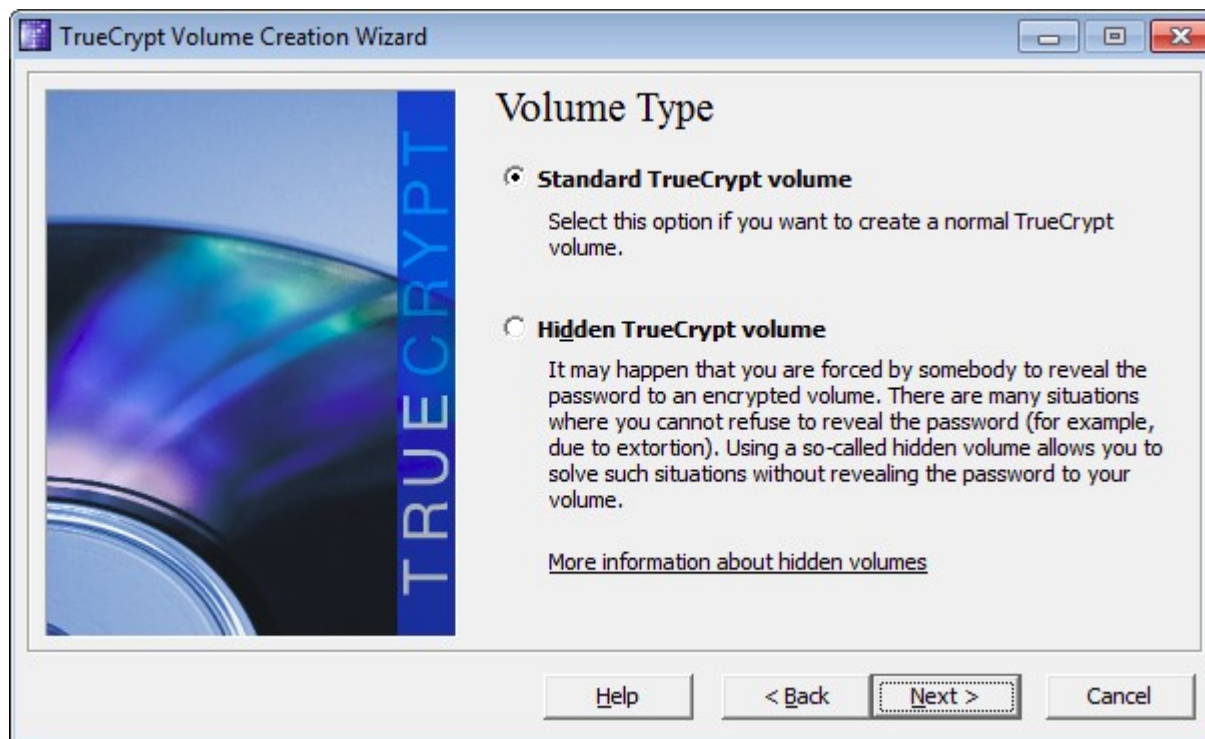 TrueCrypt Volume Creation Wizard
TRUECRYPT
Volume Type
Standard TrueCrypt volume
Select this option if you want to create a normal TrueCrypt
volume.
Hidden TrueCrypt volume
It may happen that you are forced by somebody to reveal the
password to an encrypted volume. There are many situations
where you cannot refuse to reveal the password (for example,
due to extortion). Using a so-called hidden volume allows you to
solve such situations without revealing the password to your
volume.
More information about hidden volumes
Help < Back Next > Cancel